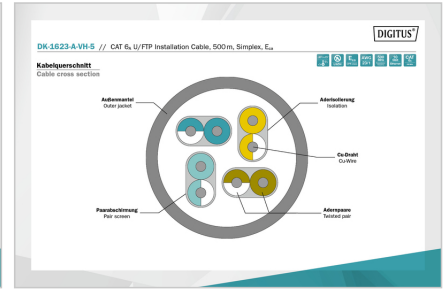 DIGITUS®
DK-1623-A-VH-5 // CAT 6A U/FTP Installation Cable, 500 m, Simplex, Eca
Kabelquerschnitt
Cable cross section
Außenmantel
Outer jacket
Aderisolierung
Isolation
Cu-Draht
Cu-Wire
Paarabschirmung
Pair screen
Adernpaare
Twisted pair